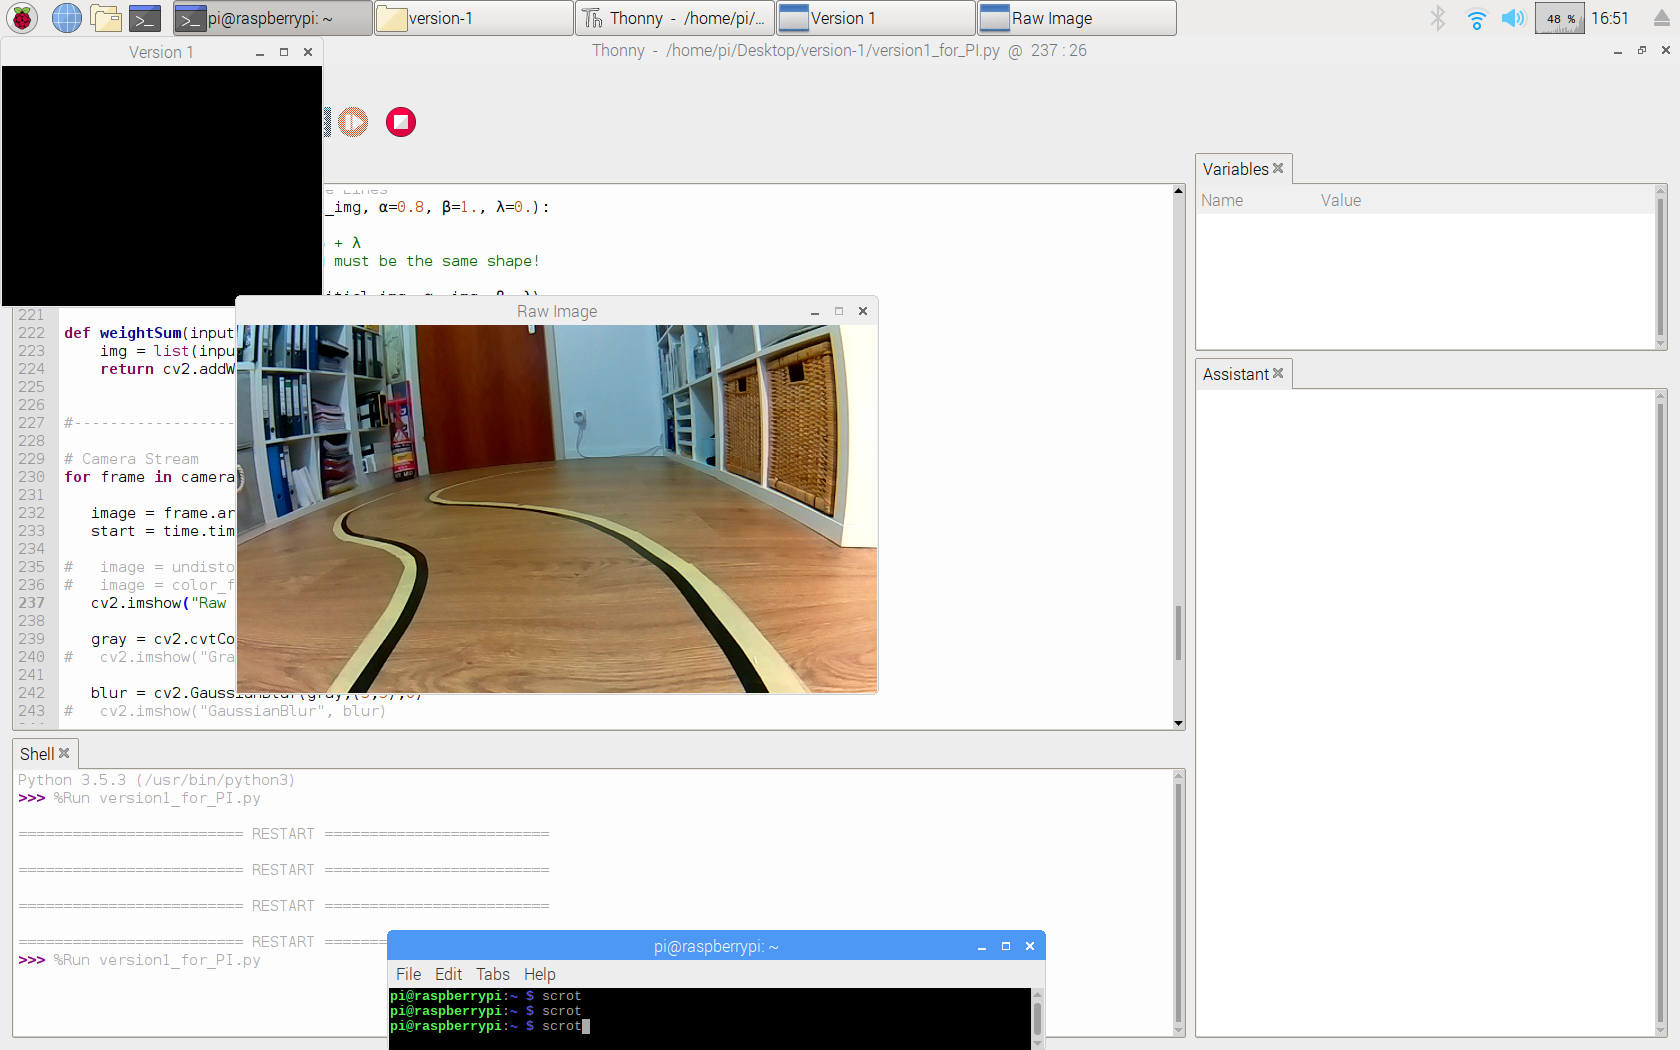 pi@raspberrypi: ~
version-1
Thonny - /home/pi/...
Version 1
Raw Image
48 %
16:51
Version 1
Thonny - /home/pi/Desktop/version-1/version1_for_PI.py @ 237 : 26
e Lines
_img, α=0.8, β=1., λ=0.):
+ λ
must be the same shape!
221
222 def weightSum(input
223 img = list(inpu
224 return cv2.addW
225
226
227 #-------------------
228
229 # Camera Stream
230 for frame in camera
231
232 image = frame.ar
233 start = time.tim
234
235 # image = undisto
236 # image = color_f
237 cv2.imshow("Raw
238
239 gray = cv2.cvtCo
240 # cv2.imshow("Gra
241
242 blur = cv2.GaussianBlur(gray,(5,5),0)
243 # cv2.imshow("GaussianBlur", blur)
Raw Image
Variables
Name Value
Assistant
Shell
Python 3.5.3 (/usr/bin/python3)
>>> %Run version1_for_PI.py
========================= RESTART =========================
========================= RESTART =========================
========================= RESTART =========================
========================= RESTART =======
>>> %Run version1_for_PI.py
pi@raspberrypi: ~
File Edit Tabs Help
pi@raspberrypi:~ $ scrot
pi@raspberrypi:~ $ scrot
pi@raspberrypi:~ $ scrot